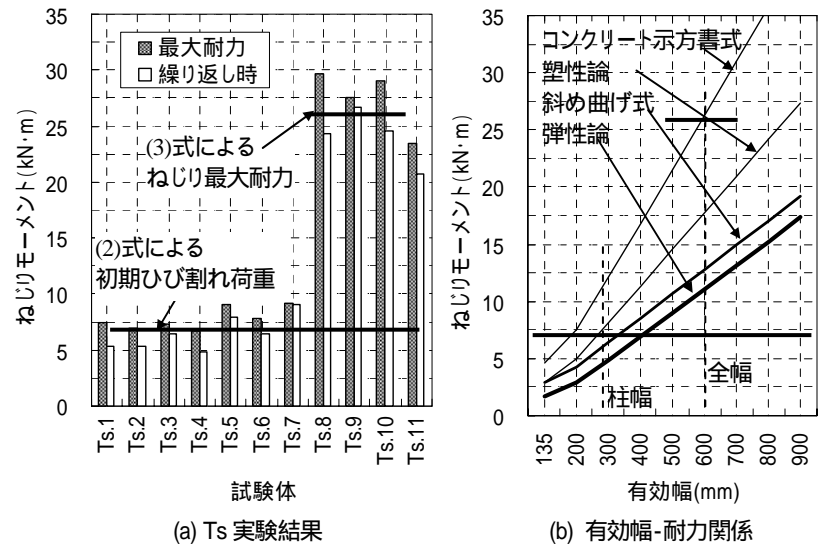 35
30
25
20
15
10
5
0
ねじりモーメント(kN･m)
最大耐力
繰り返し時
(3)式による
ねじり最大耐力
(2)式による
初期ひび割れ荷重
Ts.1
Ts.2
Ts.3
Ts.4
Ts.5
Ts.6
Ts.7
Ts.8
Ts.9
Ts.10
Ts.11
試験体
(a) Ts 実験結果
35
30
25
20
15
10
5
0
ねじりモーメント(kN･m)
コンクリート示方書式
塑性論
斜め曲げ式
弾性論
全幅
柱幅
135
200
300
400
500
600
700
800
900
有効幅(mm)
(b) 有効幅-耐力関係